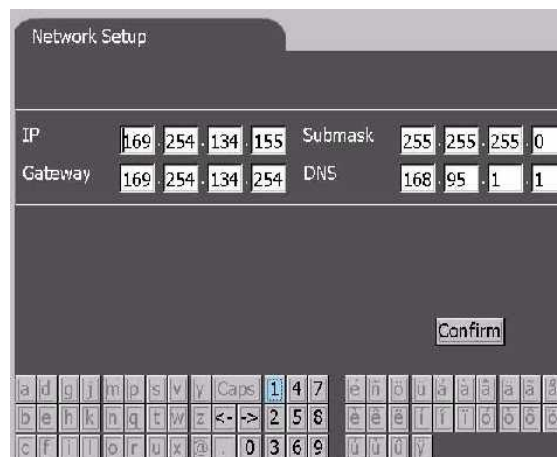 Network Setup
IP 169 . 254 . 134 . 155 Submask 255 . 255 . 255 . 0
Gateway 169 . 254 . 134 . 254 DNS 168 . 95 . 1 . 1
Confirm
a d g j m p s v y Caps 1 4 7 é ñ ö ü á à â ä ã å
b e h k n q t w z <- -> 2 5 8 è ê ë í î ï ó ò ô
c f i l o r u x @ . 0 3 6 9 ú ù û ÿ